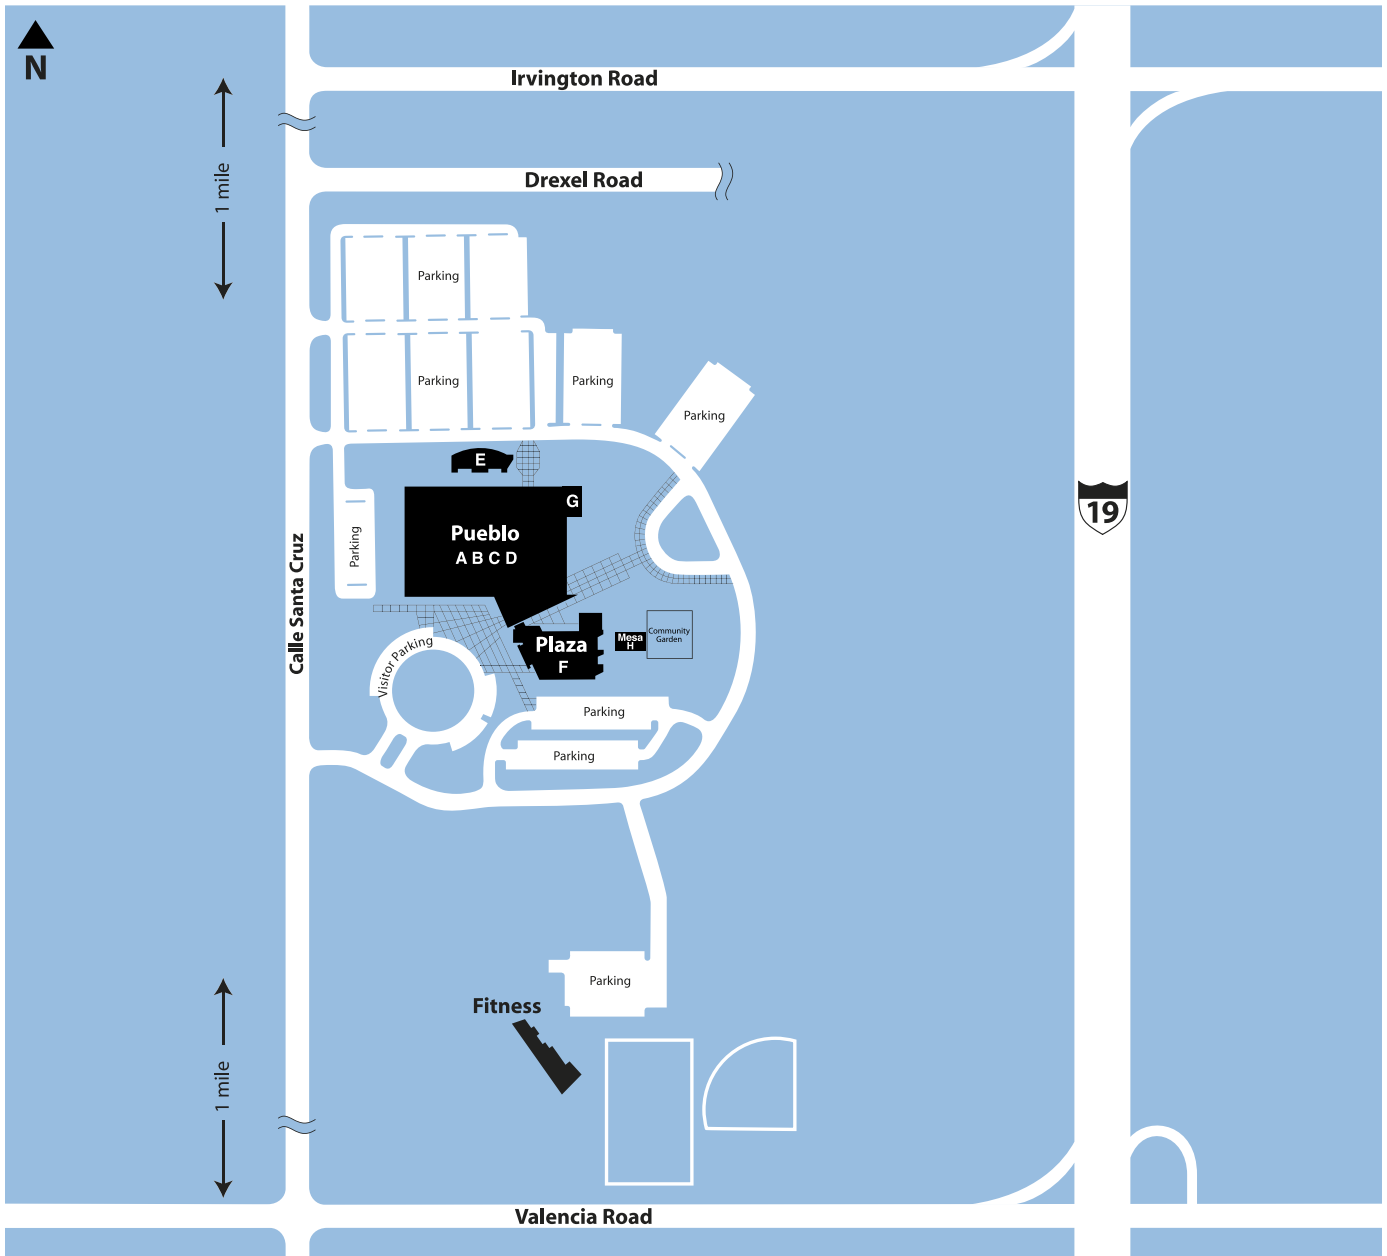 N
Irvington Road
1 mile
Drexel Road
Parking
Parking
Parking
Parking
E
G
19
Pueblo
A B C D
Parking
Calle Santa Cruz
Community
Garden
Mesa
H
Plaza
F
Visitor Parking
Parking
Parking
Parking
Fitness
1 mile
Valencia Road